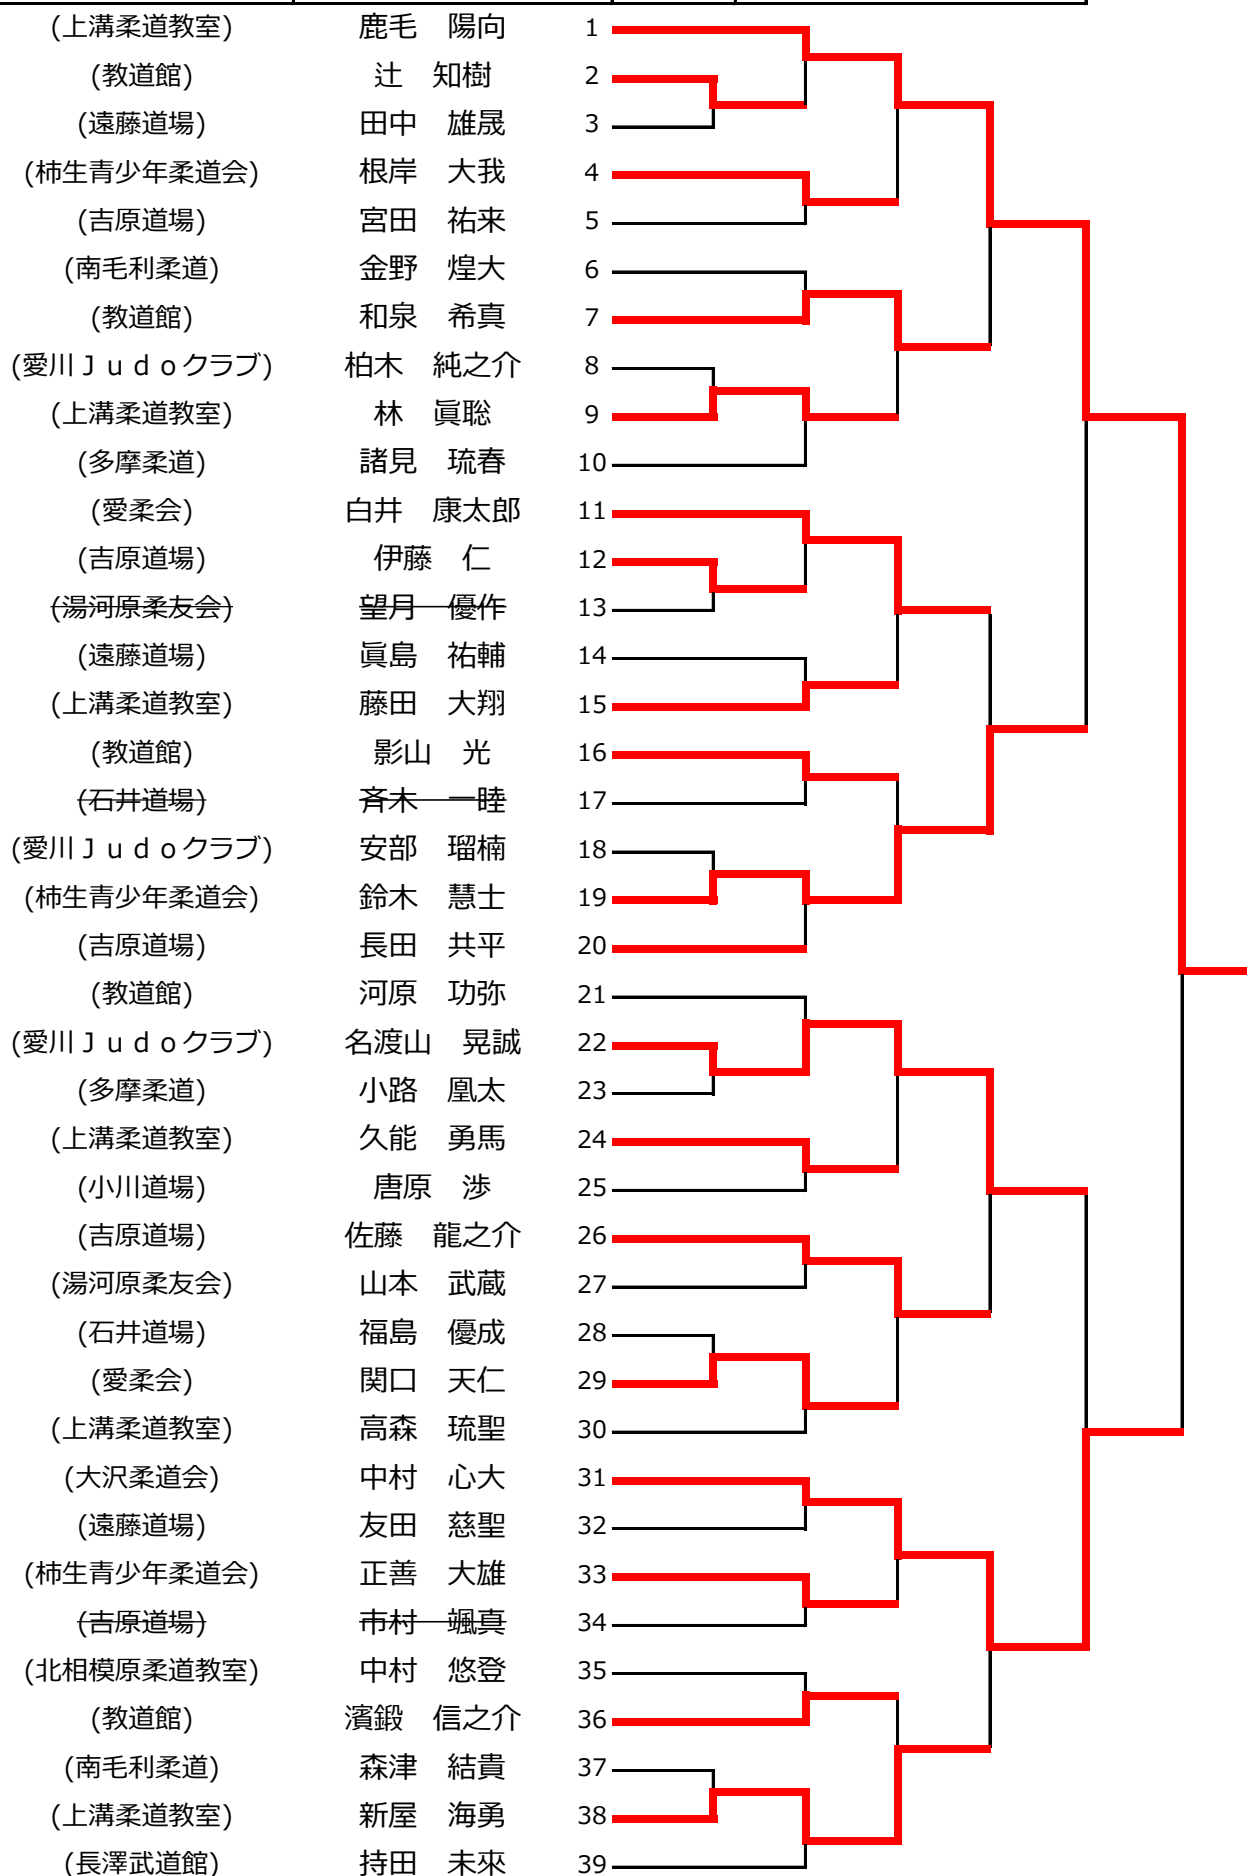 (上溝柔道教室) 鹿毛　陽向 1
(教道館) 辻　知樹 2
(遠藤道場) 田中　雄晟 3
(柿生青少年柔道会) 根岸　大我 4
(吉原道場) 宮田　祐来 5
(南毛利柔道) 金野　煌大 6
(教道館) 和泉　希真 7
(愛川Ｊｕｄｏクラブ) 柏木　純之介 8
(上溝柔道教室) 林　眞聡 9
(多摩柔道) 諸見　琉春 10
(愛柔会) 白井　康太郎 11
(吉原道場) 伊藤　仁 12
(湯河原柔友会) 望月　優作 13
(遠藤道場) 眞島　祐輔 14
(上溝柔道教室) 藤田　大翔 15
(教道館) 影山　光 16
(石井道場) 斉木　一睦 17
(愛川Ｊｕｄｏクラブ) 安部　瑠楠 18
(柿生青少年柔道会) 鈴木　慧士 19
(吉原道場) 長田　共平 20
(教道館) 河原　功弥 21
(愛川Ｊｕｄｏクラブ) 名渡山　晃誠 22
(多摩柔道) 小路　凰太 23
(上溝柔道教室) 久能　勇馬 24
(小川道場) 唐原　渉 25
(吉原道場) 佐藤　龍之介 26
(湯河原柔友会) 山本　武蔵 27
(石井道場) 福島　優成 28
(愛柔会) 関口　天仁 29
(上溝柔道教室) 高森　琉聖 30
(大沢柔道会) 中村　心大 31
(遠藤道場) 友田　慈聖 32
(柿生青少年柔道会) 正善　大雄 33
(吉原道場) 市村　颯真 34
(北相模原柔道教室) 中村　悠登 35
(教道館) 濱鍛　信之介 36
(南毛利柔道) 森津　結貴 37
(上溝柔道教室) 新屋　海勇 38
(長澤武道館) 持田　未來 39